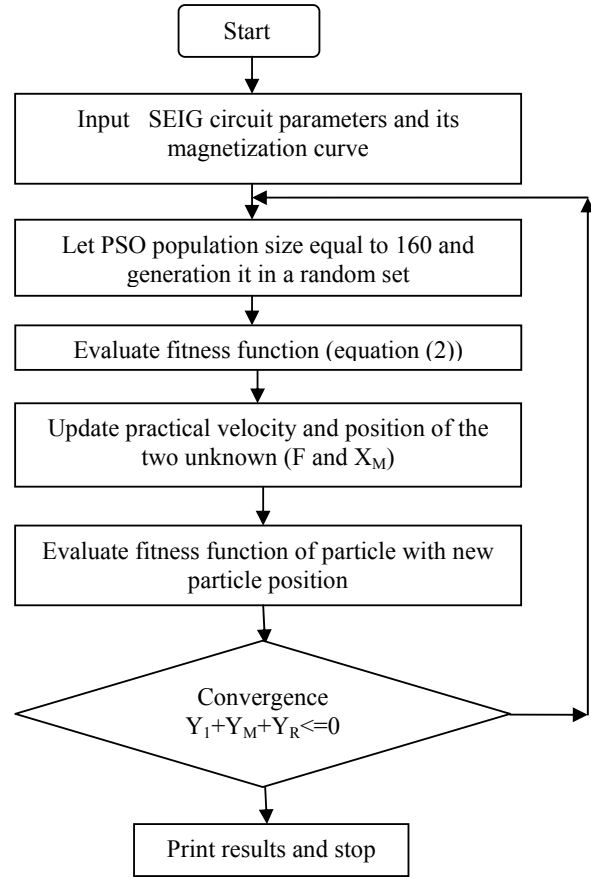 Start
Input SEIG circuit parameters and its
magnetization curve
Let PSO population size equal to 160 and
generation it in a random set
Evaluate fitness function (equation (2))
Update practical velocity and position of the
two unknown (F and X_M)
Evaluate fitness function of particle with new
particle position
Convergence
Y_1+Y_M+Y_R<=0
Print results and stop